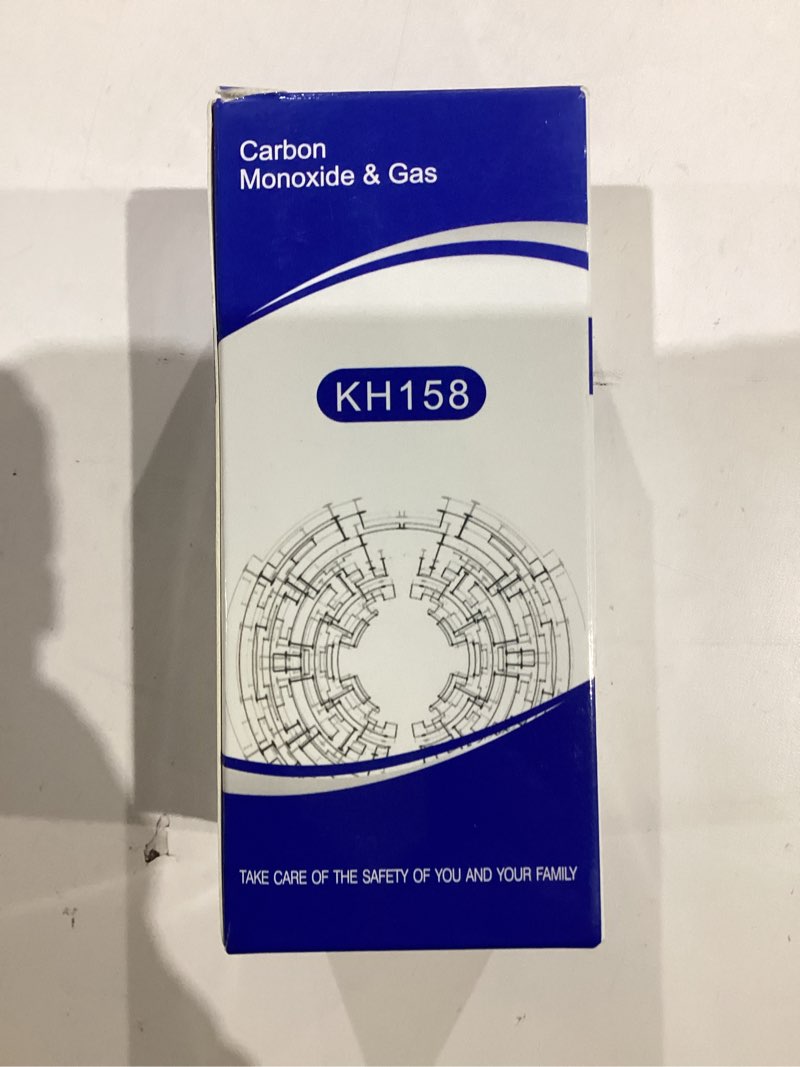 Carbon
Monoxide & Gas
KH158
TAKE CARE OF THE SAFETY OF YOU AND YOUR FAMILY